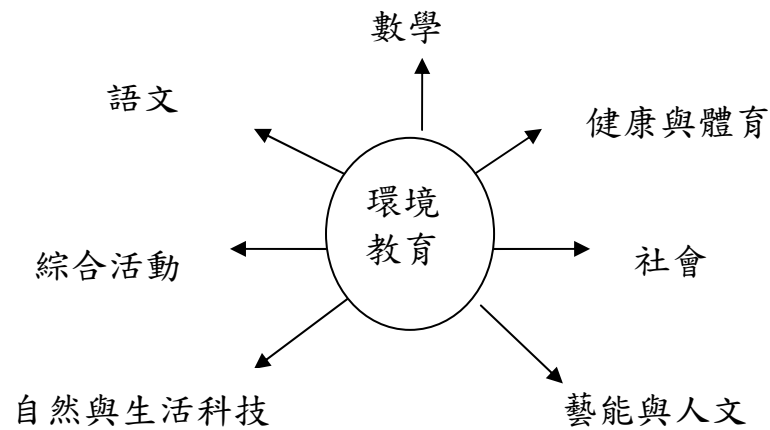 數學
語文
健康與體育
環境
教育
綜合活動
社會
自然與生活科技
藝能與人文